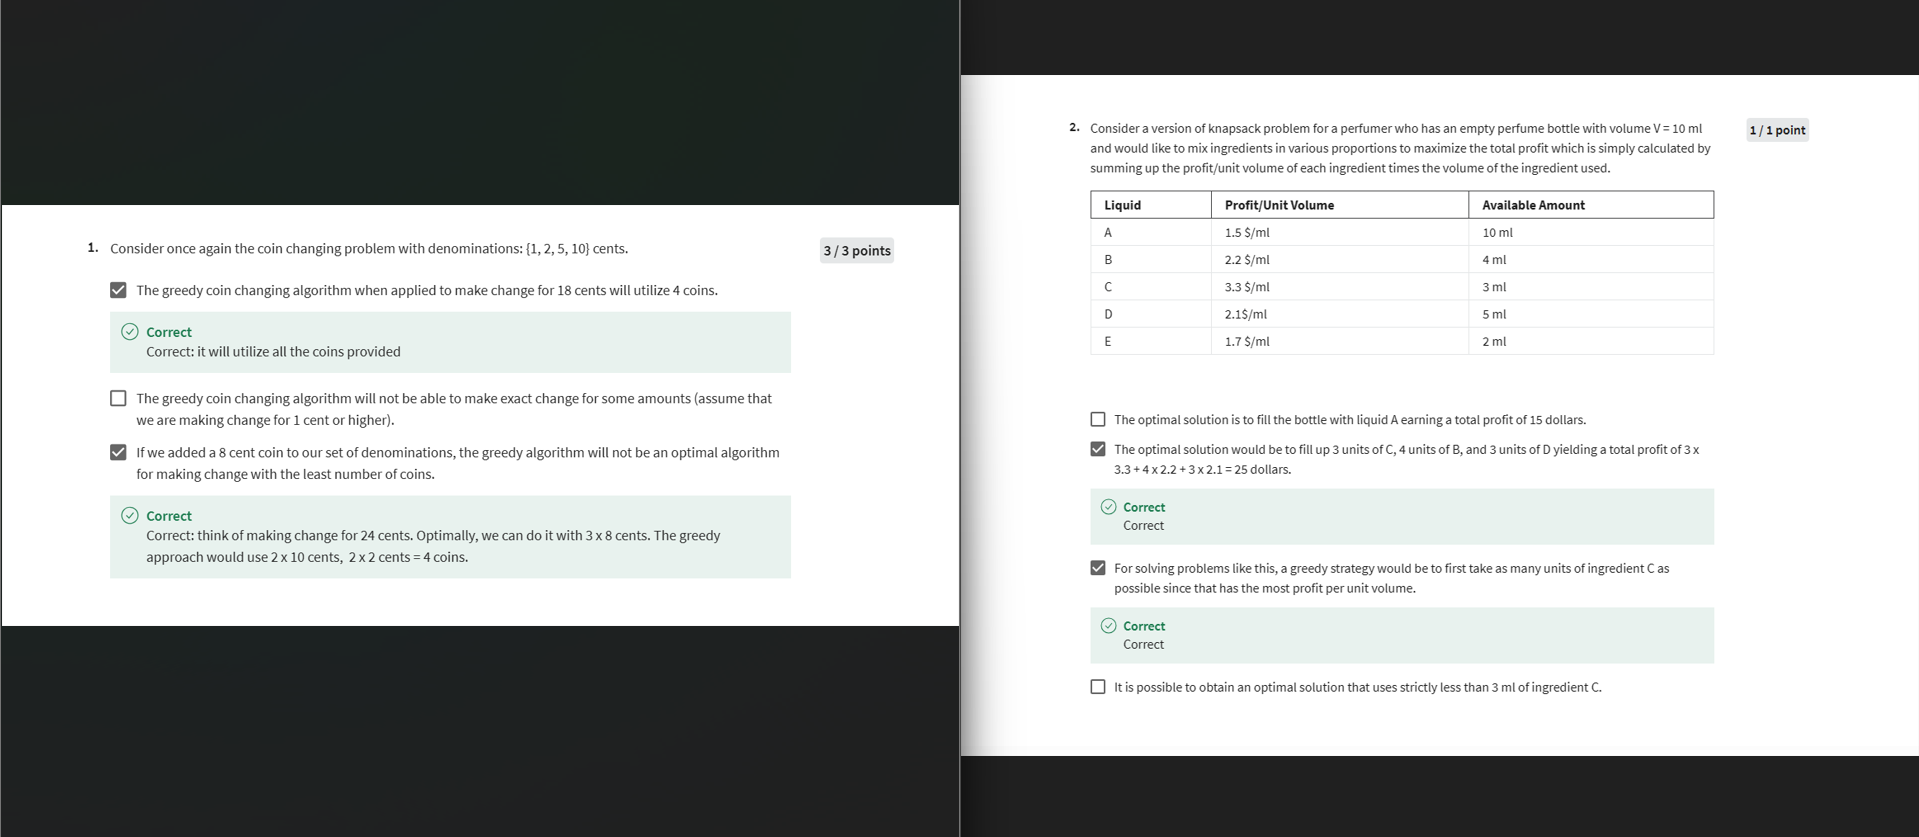 1. Consider once again the coin changing problem with denominations: {1, 2, 5, 10} cents.
3 / 3 points
The greedy coin changing algorithm when applied to make change for 18 cents will utilize 4 coins.
Correct
Correct: it will utilize all the coins provided
The greedy coin changing algorithm will not be able to make exact change for some amounts (assume that
we are making change for 1 cent or higher).
If we added a 8 cent coin to our set of denominations, the greedy algorithm will not be an optimal algorithm
for making change with the least number of coins.
Correct
Correct: think of making change for 24 cents. Optimally, we can do it with 3 x 8 cents. The greedy
approach would use 2 x 10 cents, 2 x 2 cents = 4 coins.
2. Consider a version of knapsack problem for a perfumer who has an empty perfume bottle with volume V = 10 ml
1 / 1 point
and would like to mix ingredients in various proportions to maximize the total profit which is simply calculated by
summing up the profit/unit volume of each ingredient times the volume of the ingredient used.
Liquid Profit/Unit Volume Available Amount
A 1.5 $/ml 10 ml
B 2.2 $/ml 4 ml
C 3.3 $/ml 3 ml
D 2.1$/ml 5 ml
E 1.7 $/ml 2 ml
The optimal solution is to fill the bottle with liquid A earning a total profit of 15 dollars.
The optimal solution would be to fill up 3 units of C, 4 units of B, and 3 units of D yielding a total profit of 3 x
3.3 + 4 x 2.2 + 3 x 2.1 = 25 dollars.
Correct
Correct
For solving problems like this, a greedy strategy would be to first take as many units of ingredient C as
possible since that has the most profit per unit volume.
Correct
Correct
It is possible to obtain an optimal solution that uses strictly less than 3 ml of ingredient C.